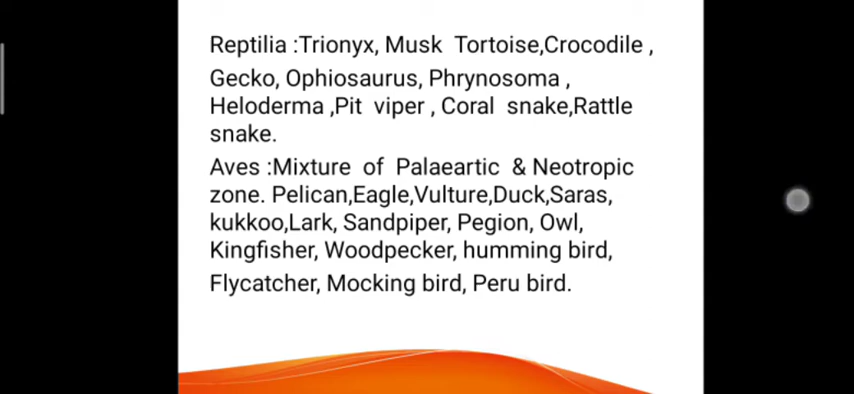 Reptilia :Trionyx, Musk Tortoise,Crocodile ,
Gecko, Ophiosaurus, Phrynosoma ,
Heloderma ,Pit viper , Coral snake,Rattle
snake.
Aves :Mixture of Palaeartic & Neotropic
zone. Pelican,Eagle,Vulture,Duck,Saras,
kukkoo,Lark, Sandpiper, Pegion, Owl,
Kingfisher, Woodpecker, humming bird,
Flycatcher, Mocking bird, Peru bird.